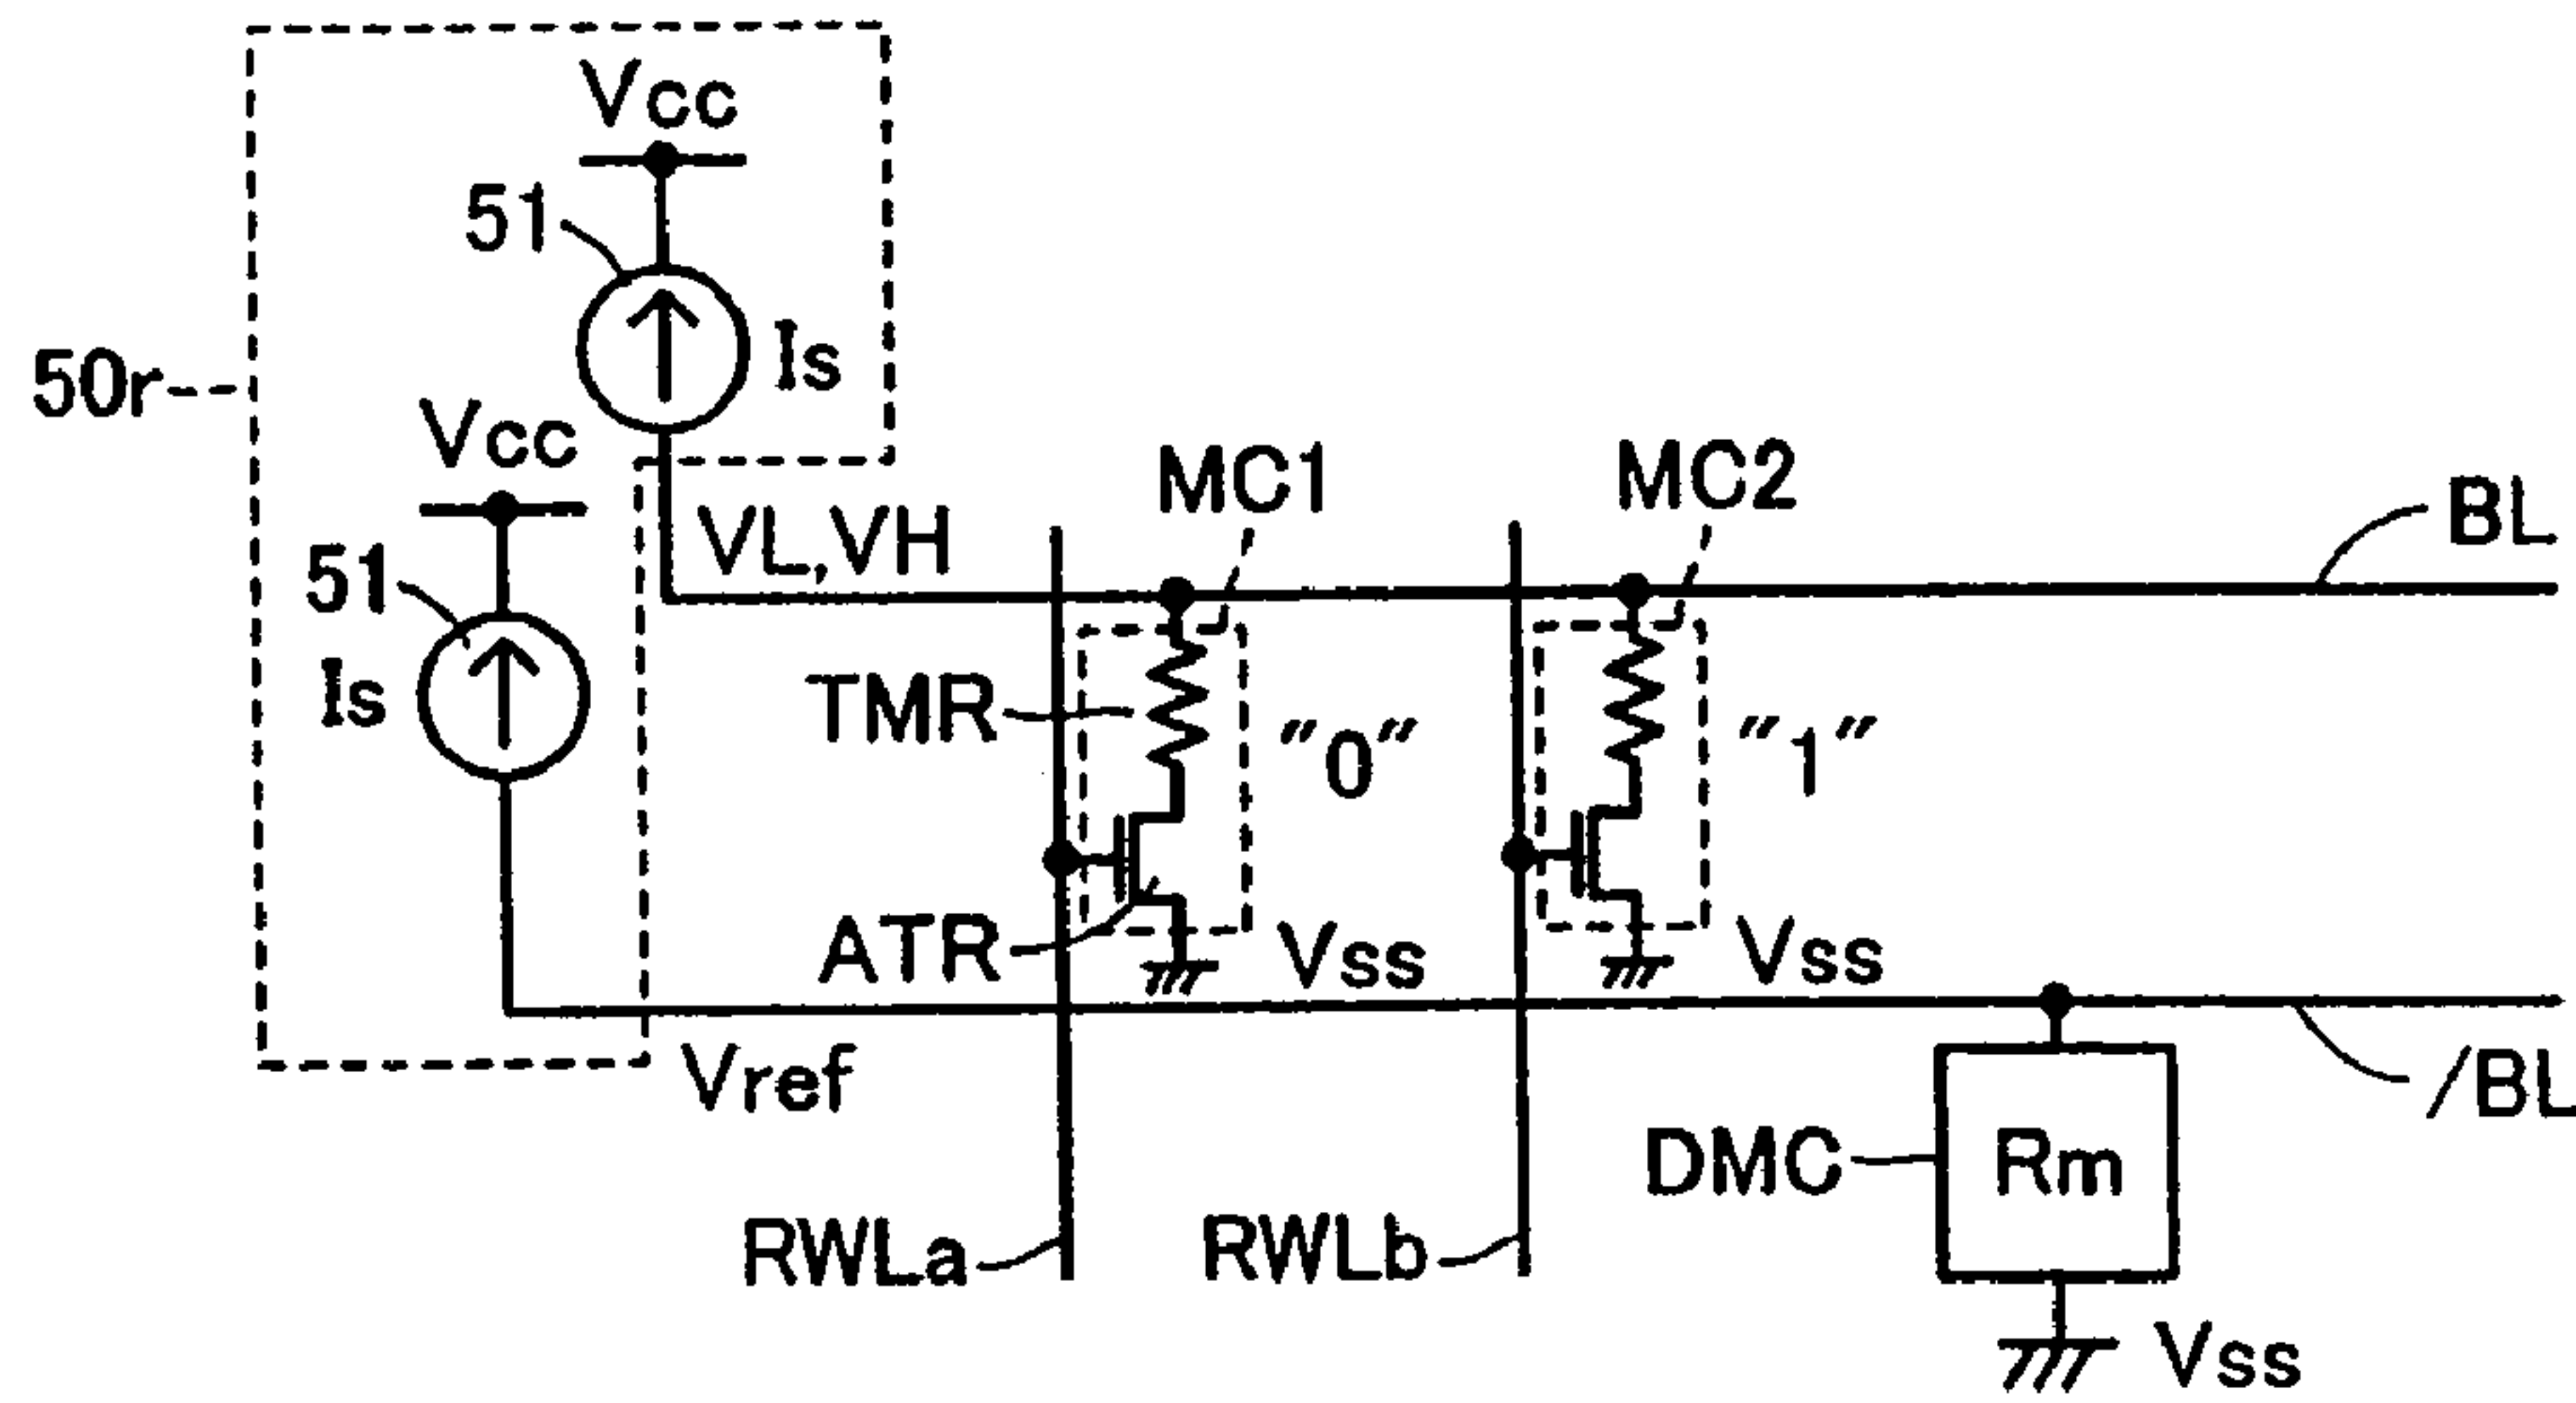 Vcc
51
Is
50r
Vcc
51
Is
VL,VH
MC1
MC2
BL
TMR
"0"
"1"
ATR
Vss
Vss
Vref
/BL
DMC
Rm
RWLa
RWLb
Vss